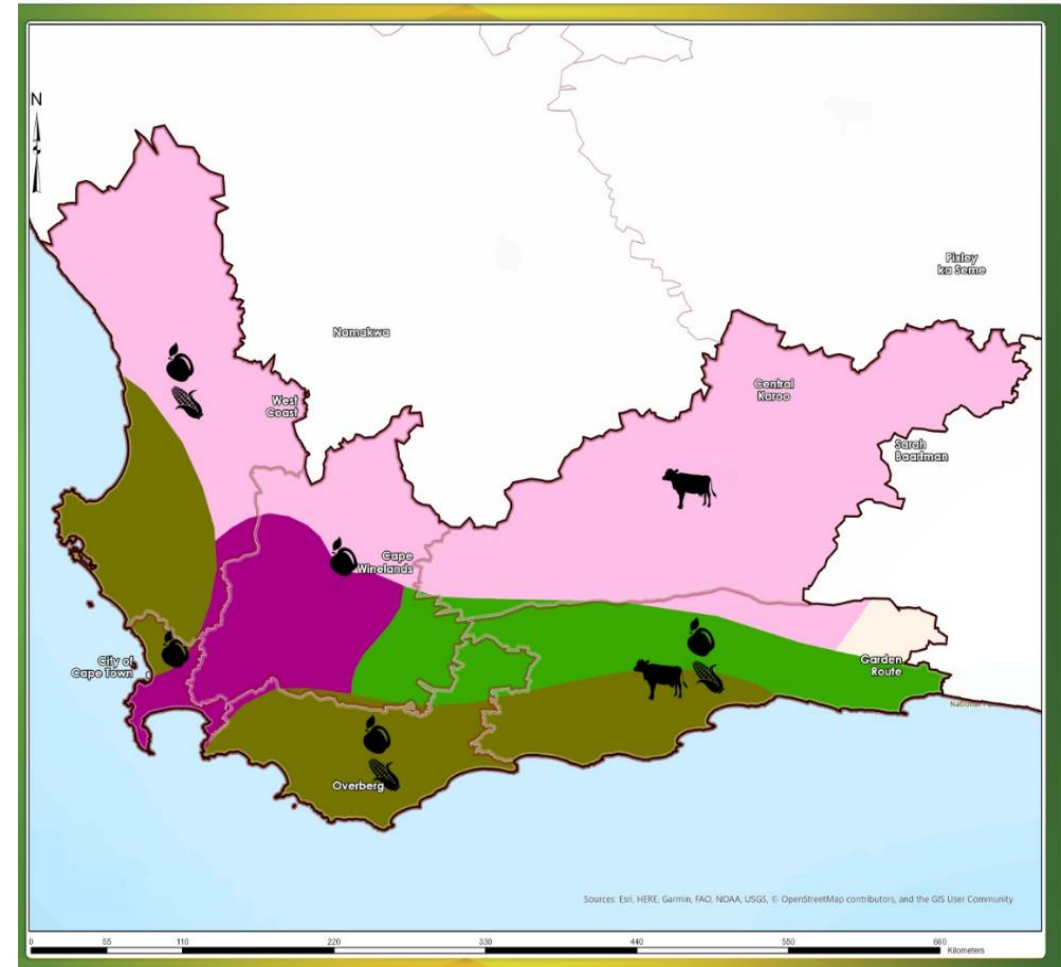 N
Pixley
ka Seme
Namakwa
Central
Karoo
West
Coast
Sarah
Baartman
Cape
Winelands
City of
Cape Town
Garden
Route
Overberg
Sources: Esri, HERE, Garmin, FAO, NOAA, USGS, © OpenStreetMap contributors, and the GIS User Community
0 55 110 220 330 440 550 660
Kilometers